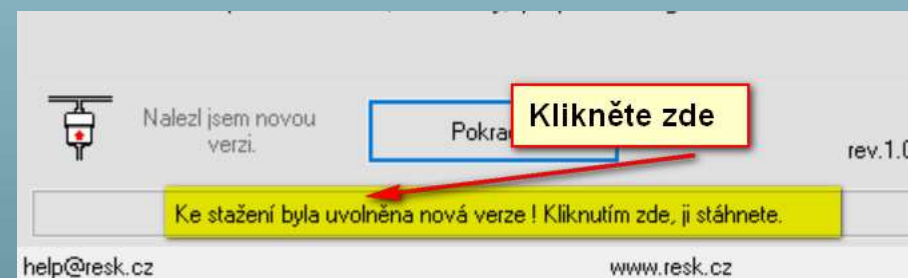 Nalezl jsem novou
verzi.
Klikněte zde
rev.1.0
Ke stažení byla uvolněna nová verze ! Kliknutím zde, ji stáhnete.
help@resk.cz
www.resk.cz